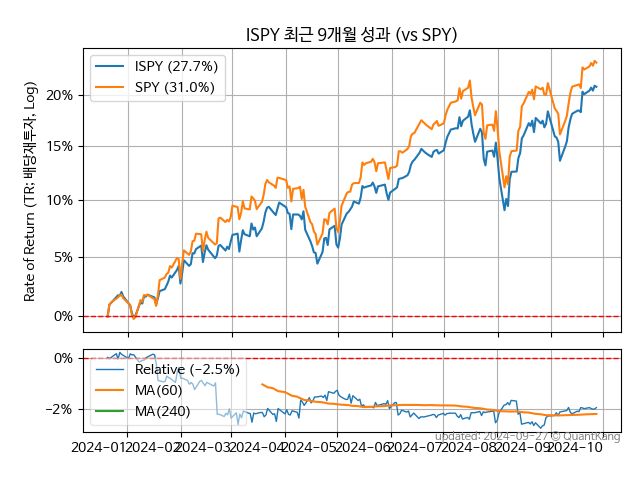 ISPY 최근 9개월 성과 (vs SPY)
ISPY (27.7%)
SPY (31.0%)
Rate of Return (TR: 배당재투자, Log)
20%
15%
10%
5%
0%
0%
−2%
Relative (−2.5%)
MA(60)
MA(240)
2024−01 2024−02 2024−03 2024−04 2024−05 2024−06 2024−07 2024−08 2024−09 2024−10
updated: 2024−09−27 © QuantKang